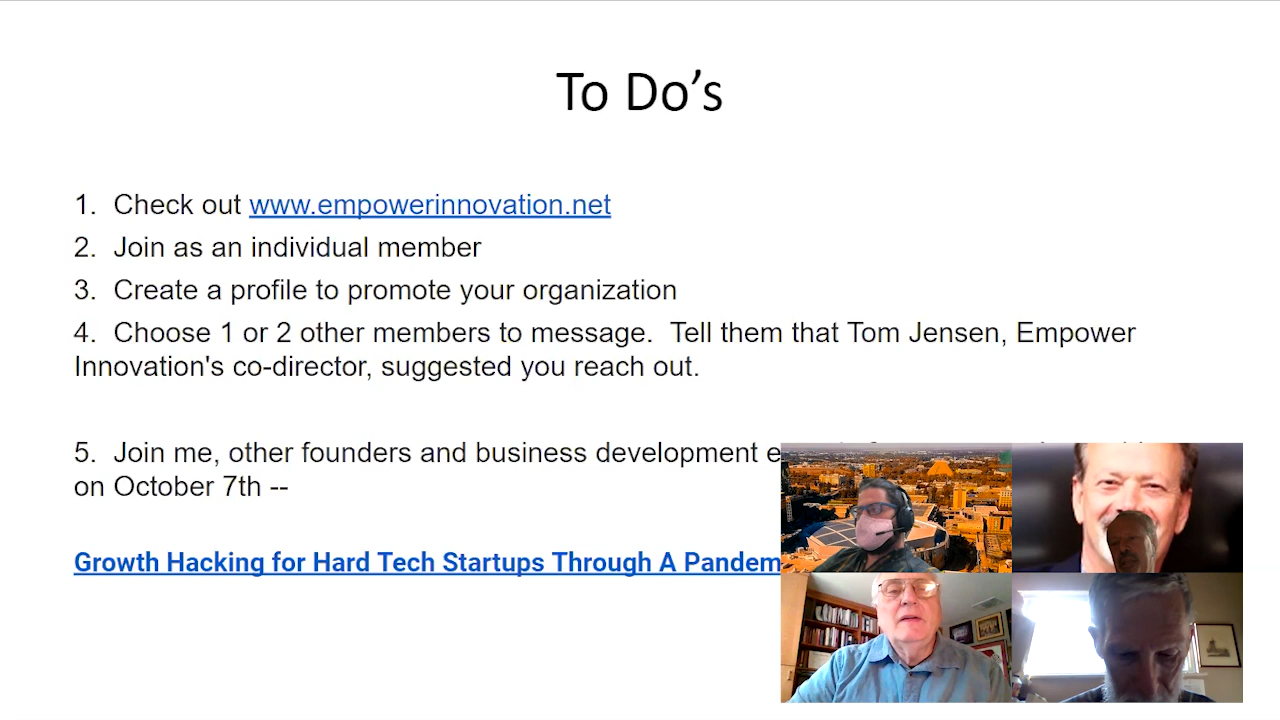 To Do’s
1. Check out www.empowerinnovation.net
2. Join as an individual member
3. Create a profile to promote your organization
4. Choose 1 or 2 other members to message. Tell them that Tom Jensen, Empower
Innovation's co-director, suggested you reach out.
5. Join me, other founders and business development
on October 7th --
Growth Hacking for Hard Tech Startups Through A